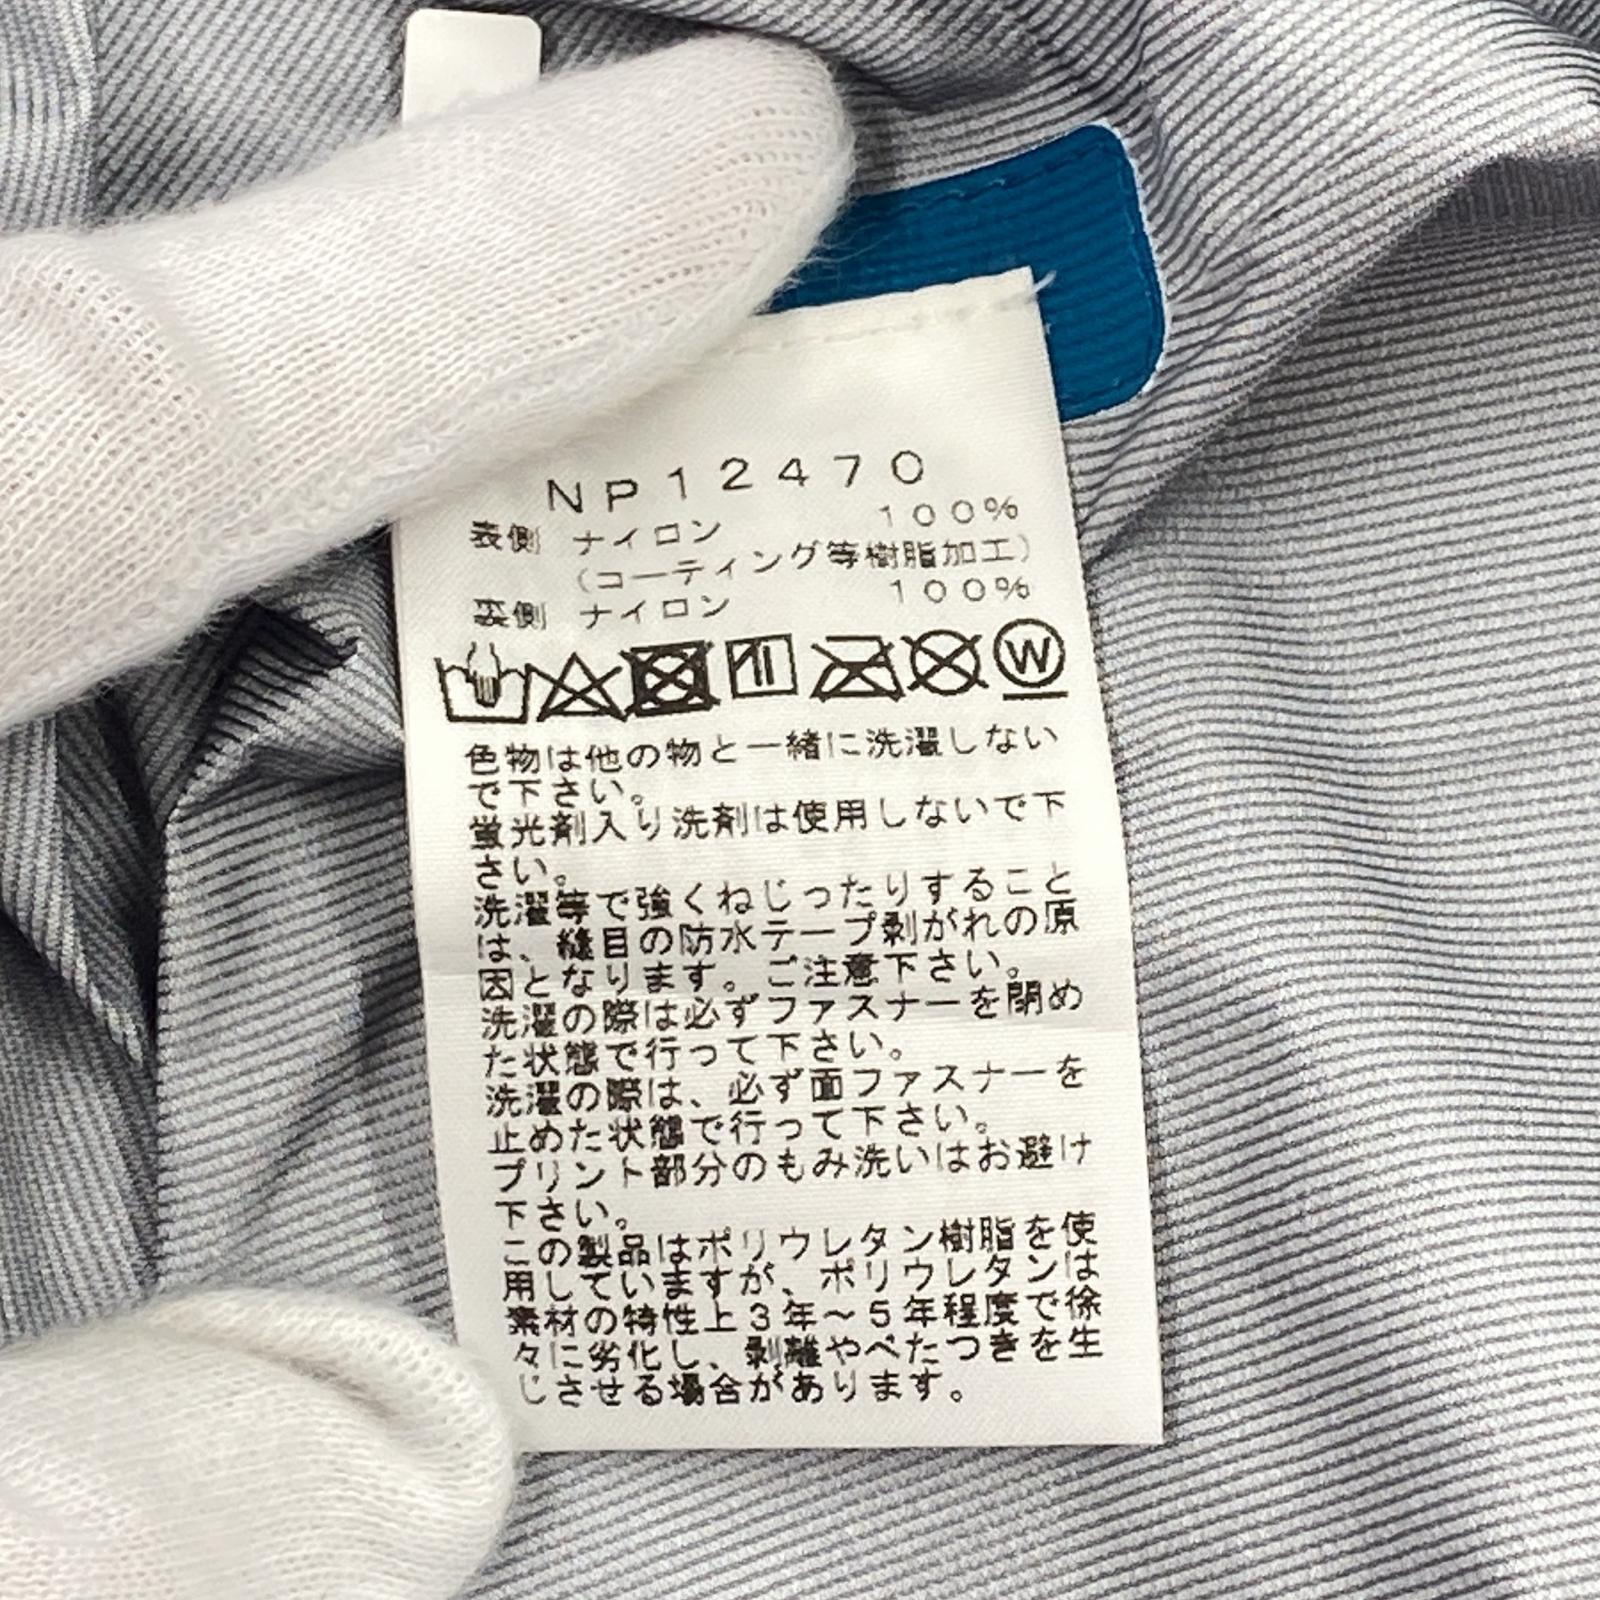 NP12470
表側 ナイロン 100%
(コーティング等樹脂加工)
裏側 ナイロン 100%
W
色物は他の物と一緒に洗濯しない
で下さい。
蛍光剤入り洗剤は使用しないで下
さい。
洗濯等で強くねじったりすること
は、縫目の防水テープ剥がれの原
因となります。ご注意下さい。
洗濯の際は必ずファスナーを閉め
た状態で行って下さい。
洗濯の際は、必ず面ファスナーを
止めた状態で行って下さい。
プリント部分のもみ洗いはお避け
下さい。
この製品はポリウレタン樹脂を使
用していますが、ポリウレタンは
素材の特性上3年～5年程度で徐
々に劣化し、剥離やべたつきを生
じさせる場合があります。